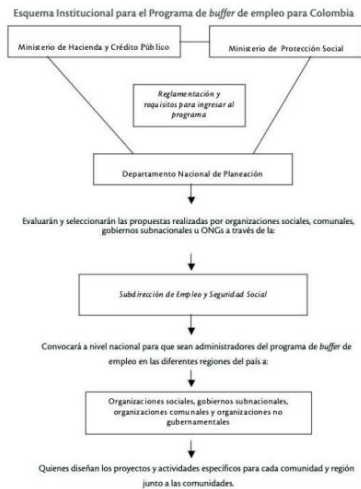 Esquema Institucional para el Programa de buffer de empleo para Colombia
Ministerio de Hacienda y Crédito Público
Ministerio de Protección Social
Reglamentación y
requisitos para ingresar al
programa
Departamento Nacional de Planeación
Evaluarán y seleccionarán las propuestas realizadas por organizaciones sociales, comunales,
gobiernos subnacionales u ONGs a través de la:
Subdirección de Empleo y Seguridad Social
Convocará a nivel nacional para que sean administradores del programa de buffer de
empleo en las diferentes regiones del país a:
Organizaciones sociales, gobiernos subnacionales,
organizaciones comunales y organizaciones no
gubernamentales
Quienes diseñan los proyectos y actividades específicos para cada comunidad y región
junto a las comunidades.